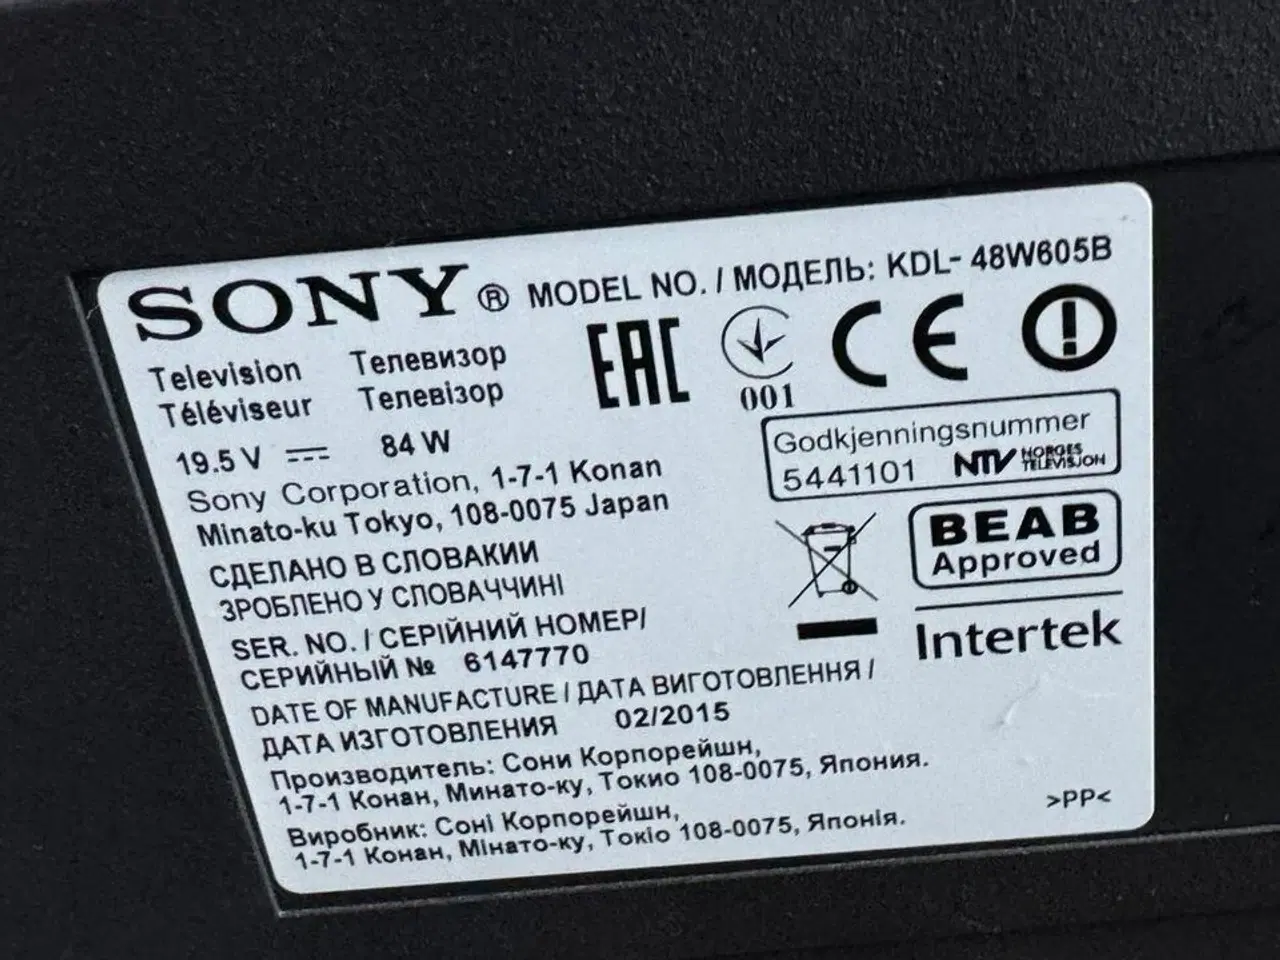 SONY® MODEL NO. / МОДЕЛЬ: KDL- 48W605B
Television Телевизор
Téléviseur Телевізор
EAC
001
CE
19.5 V 84 W
Godkjenningsnummer
5441101 NTV NORGES TELEVISJON
Sony Corporation, 1-7-1 Konan
Minato-ku Tokyo, 108-0075 Japan
BEAB
Approved
Intertek
СДЕЛАНО В СЛОВАКИИ
ЗРОБЛЕНО У СЛОВАЧЧИНІ
SER. NO. / СЕРІЙНИЙ НОМЕР/
СЕРИЙНЫЙ № 6147770
DATE OF MANUFACTURE / ДАТА ВИГОТОВЛЕННЯ /
ДАТА ИЗГОТОВЛЕНИЯ 02/2015
Производитель: Сони Корпорейшн,
1-7-1 Конан, Минато-ку, Токио 108-0075, Япония.
Виробник: Соні Корпорейшн,
1-7-1 Конан, Мінато-ку, Токіо 108-0075, Японія.
>PP<